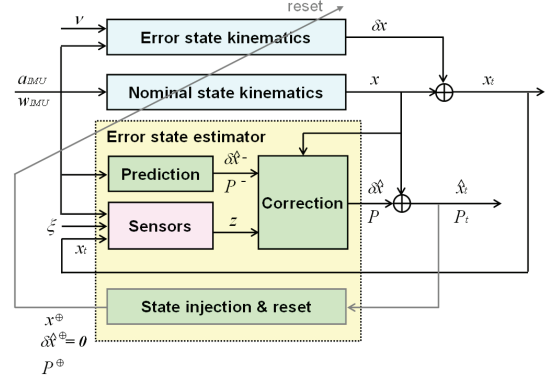 reset
ν
Error state kinematics
δx
a_IMU
w_IMU
Nominal state kinematics
x
x_t
Error state estimator
Prediction
δx̂⁻
P⁻
Correction
δx̂
P
x̂_t
P_t
Sensors
z
ξ
x_t
State injection & reset
x^⊕
δx̂^⊕=0
P^⊕